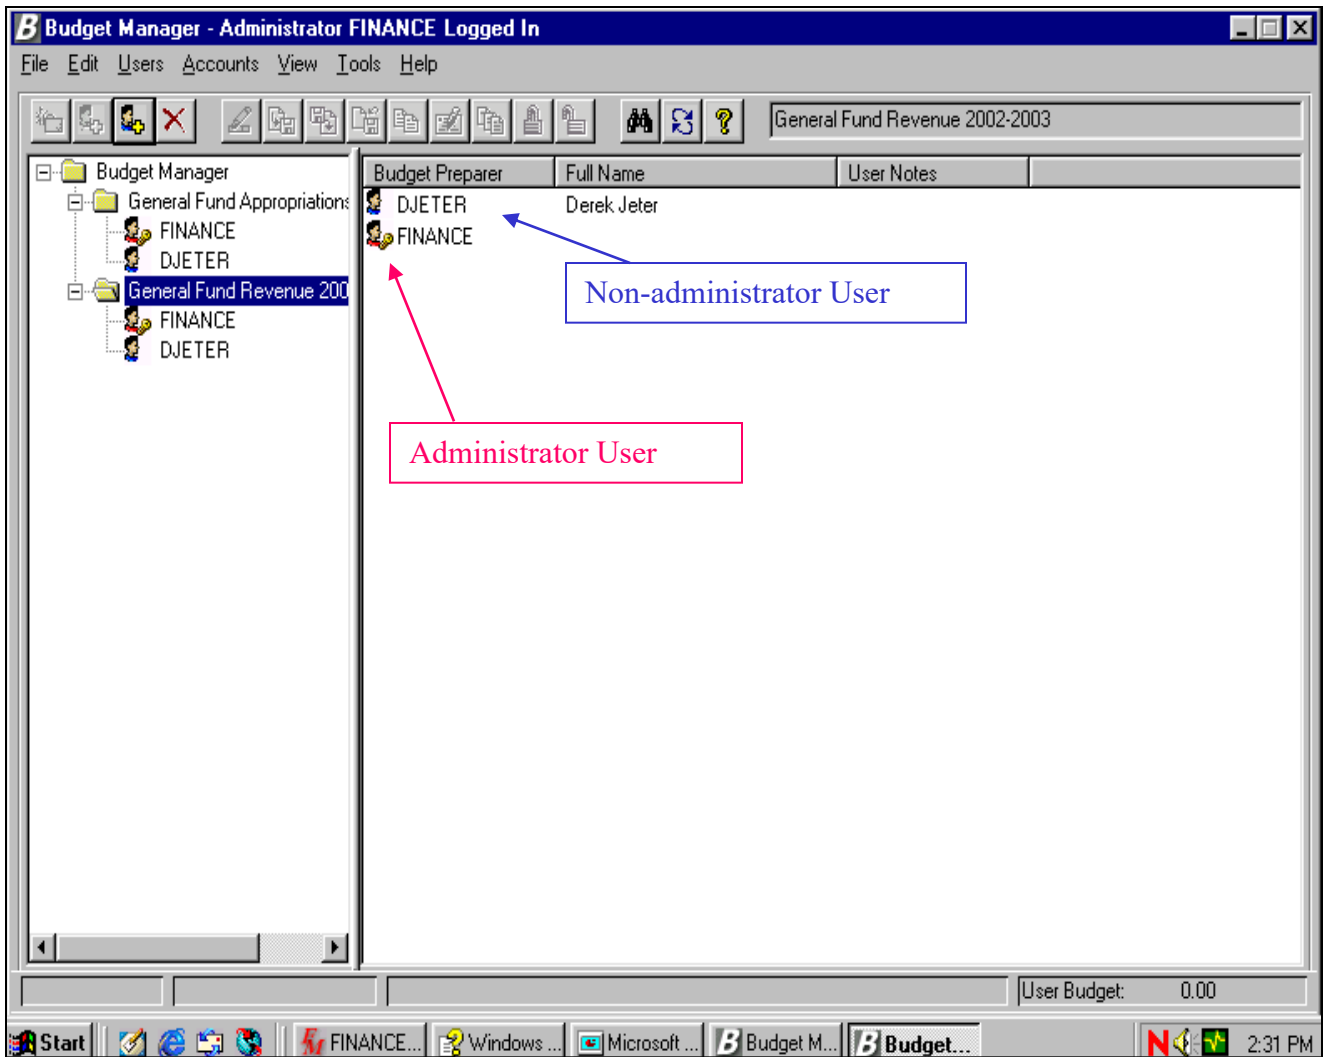 B Budget Manager - Administrator FINANCE Logged In
File Edit Users Accounts View Tools Help
General Fund Revenue 2002-2003
Budget Manager
General Fund Appropriations
FINANCE
DJETER
General Fund Revenue 200
FINANCE
DJETER
Budget Preparer Full Name User Notes
DJETER Derek Jeter
FINANCE
Non-administrator User
Administrator User
User Budget: 0.00
Start FINANCE... Windows ... Microsoft ... B Budget M... B Budget... N 2:31 PM